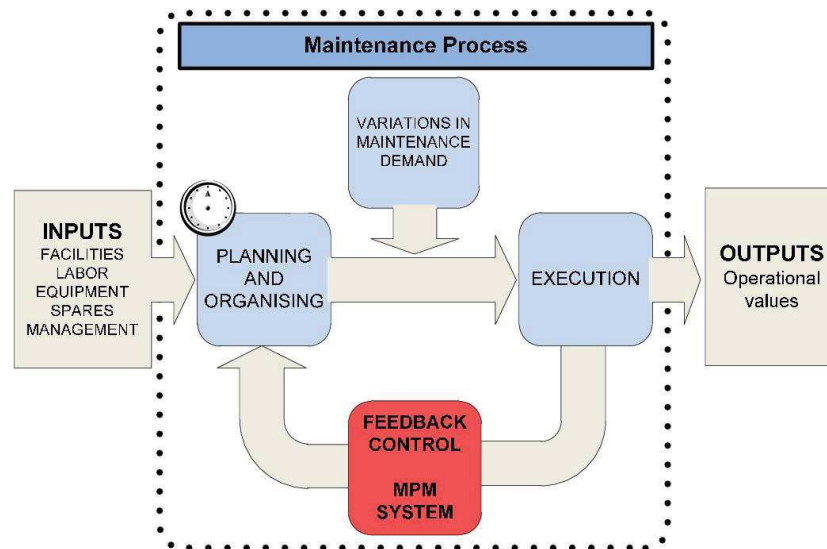 Maintenance Process
VARIATIONS IN
MAINTENANCE
DEMAND
INPUTS
FACILITIES
LABOR
EQUIPMENT
SPARES
MANAGEMENT
PLANNING
AND
ORGANISING
EXECUTION
OUTPUTS
Operational
values
FEEDBACK
CONTROL
MPM
SYSTEM